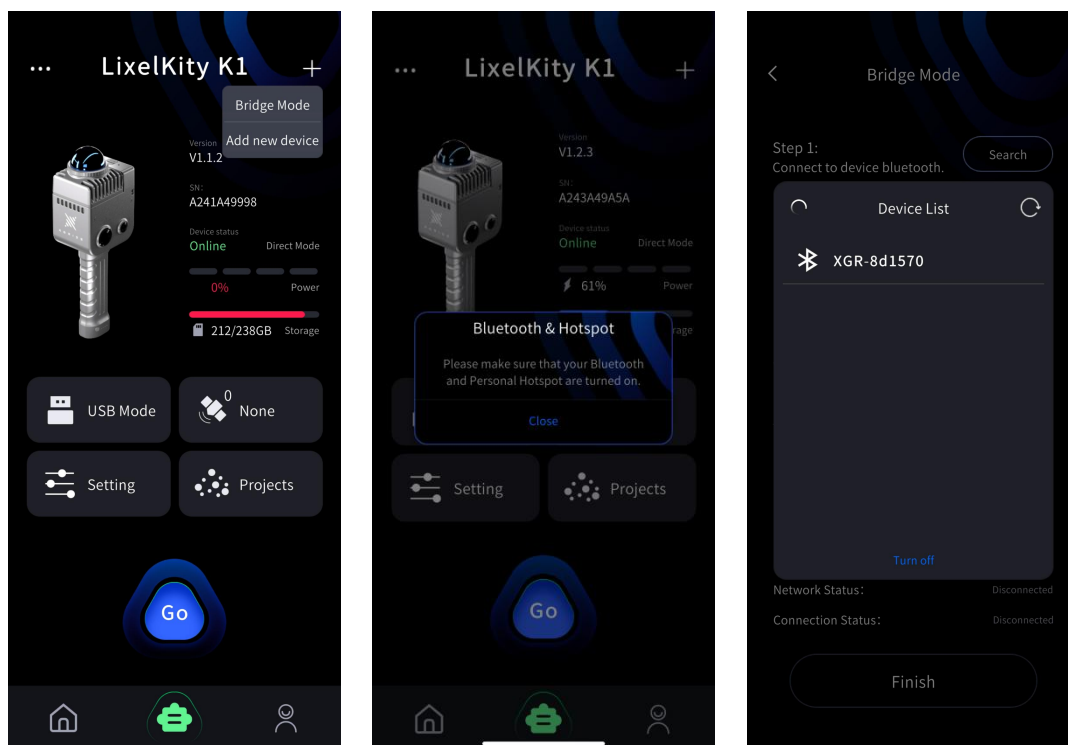 LixelKity K1
Bridge Mode
Add new device
Version
V1.1.2
SN:
A241A49998
Device status
Online
Direct Mode
0%
Power
212/238GB
Storage
USB Mode
0
None
Setting
Projects
Go
LixelKity K1
Version
V1.2.3
SN:
A243A49A5A
Device status
Online
Direct Mode
61%
Power
rage
Bluetooth & Hotspot
Please make sure that your Bluetooth
and Personal Hotspot are turned on.
Close
Setting
Projects
Go
Bridge Mode
Step 1:
Connect to device bluetooth.
Search
Device List
XGR-8d1570
Turn off
Network Status:
Disconnected
Connection Status:
Disconnected
Finish